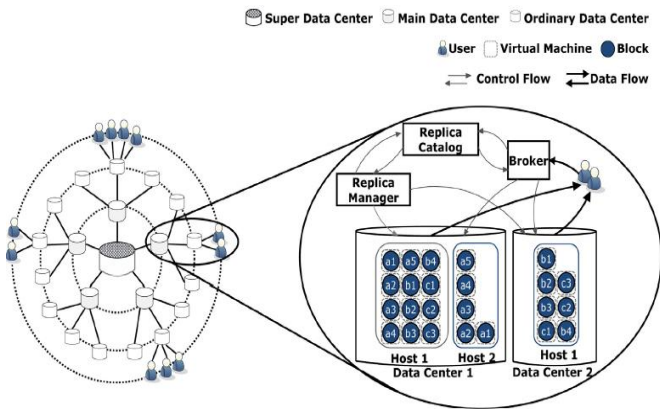 Super Data Center Main Data Center Ordinary Data Center
User Virtual Machine Block
Control Flow Data Flow
Replica
Catalog
Broker
Replica
Manager
a1 a5 b4
a2 b1 c1
a3 b2 c2
a4 b3 c3
Host 1
a5
a4
a3
a2 a1
Host 2
Data Center 1
b1
b2 c3
b3 c2
c1 b4
Host 1
Data Center 2